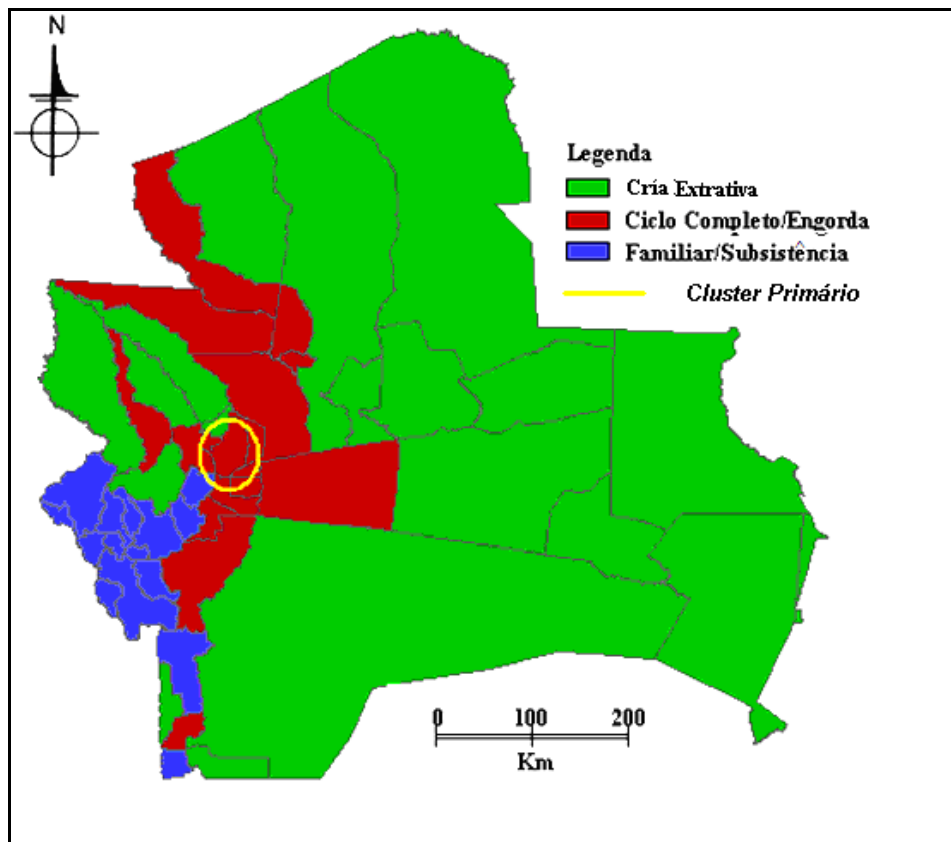 N
Legenda
Cría Extrativa
Ciclo Completo/Engorda
Familiar/Subsistência
Cluster Primário
0 100 200
Km